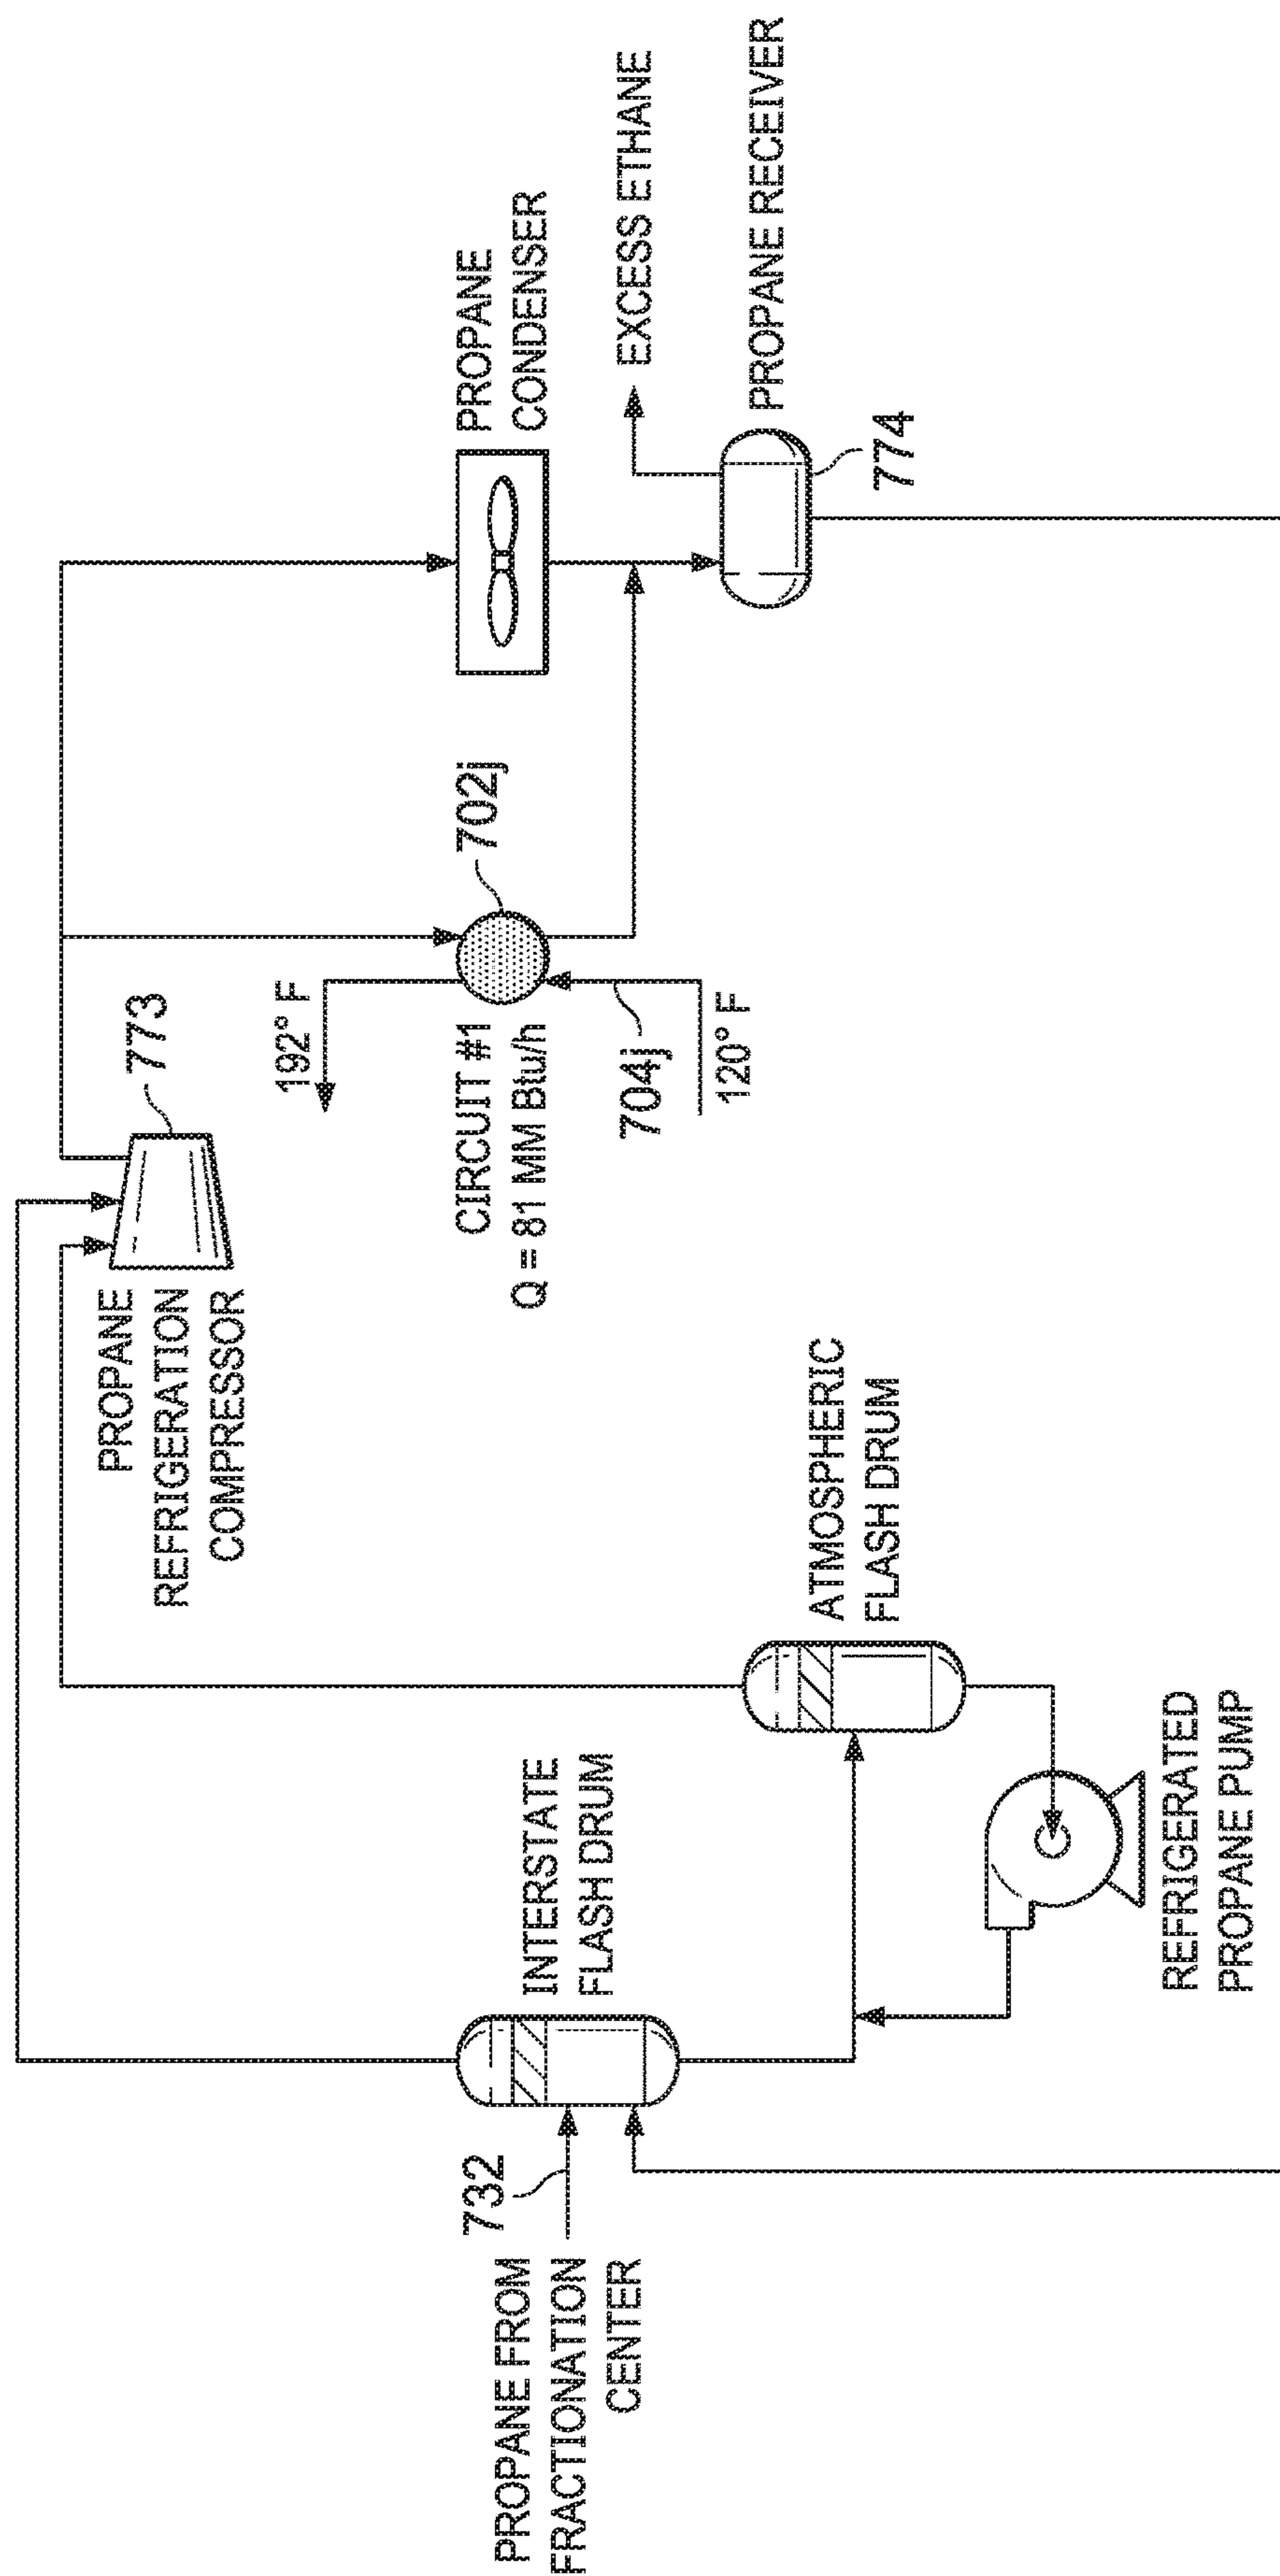 PROPANE FROM
FRACTIONATION
CENTER
732
INTERSTATE
FLASH DRUM
ATMOSPHERIC
FLASH DRUM
REFRIGERATED
PROPANE PUMP
PROPANE
REFRIGERATION
COMPRESSOR
773
192° F
CIRCUIT #1
Q = 81 MM Btu/h
702j
704j
120° F
PROPANE
CONDENSER
EXCESS ETHANE
PROPANE RECEIVER
774